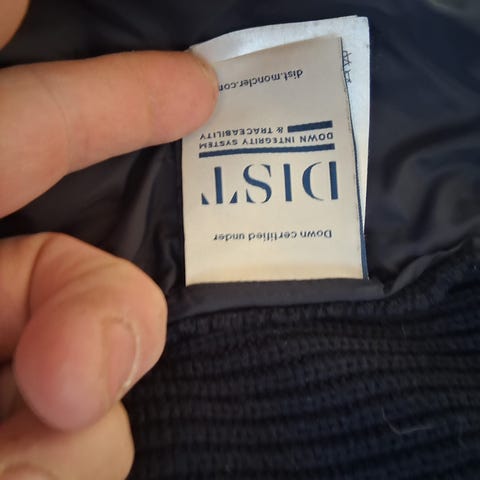 Down certified under
DIST
DOWN INTEGRITY SYSTEM
& TRACEABILITY
dist.moncler.com